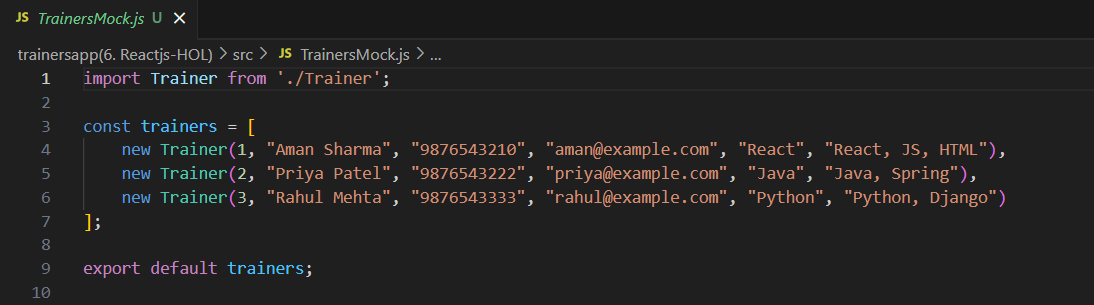 JS TrainersMock.js U ×
trainersapp(6. Reactjs-HOL) > src > JS TrainersMock.js > ...
1 import Trainer from './Trainer';
2
3 const trainers = [
4     new Trainer(1, "Aman Sharma", "9876543210", "aman@example.com", "React", "React, JS, HTML"),
5     new Trainer(2, "Priya Patel", "9876543222", "priya@example.com", "Java", "Java, Spring"),
6     new Trainer(3, "Rahul Mehta", "9876543333", "rahul@example.com", "Python", "Python, Django")
7 ];
8
9 export default trainers;
10